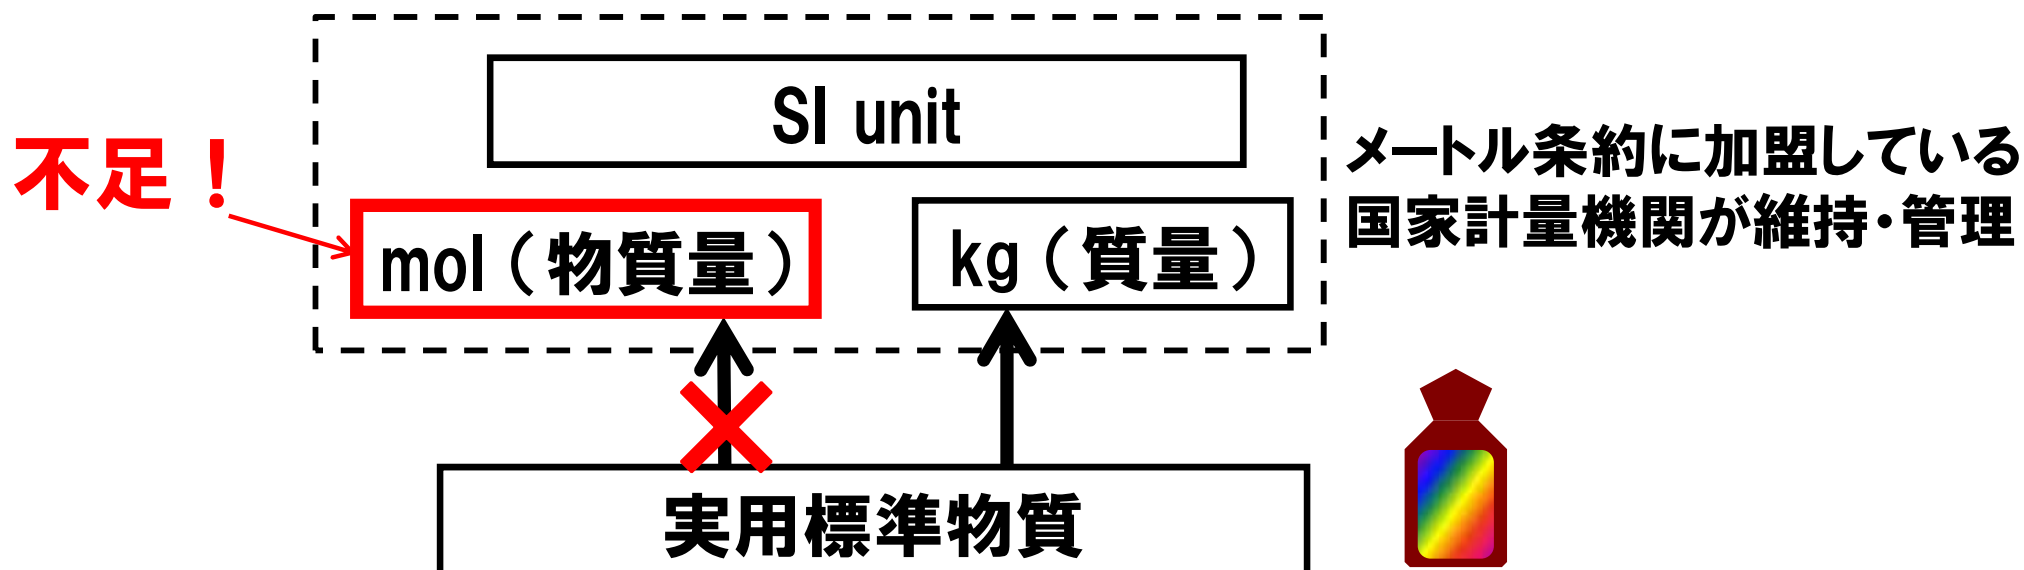 SI unit
不足！
mol（物質量）
kg（質量）
メートル条約に加盟している
国家計量機関が維持・管理
実用標準物質